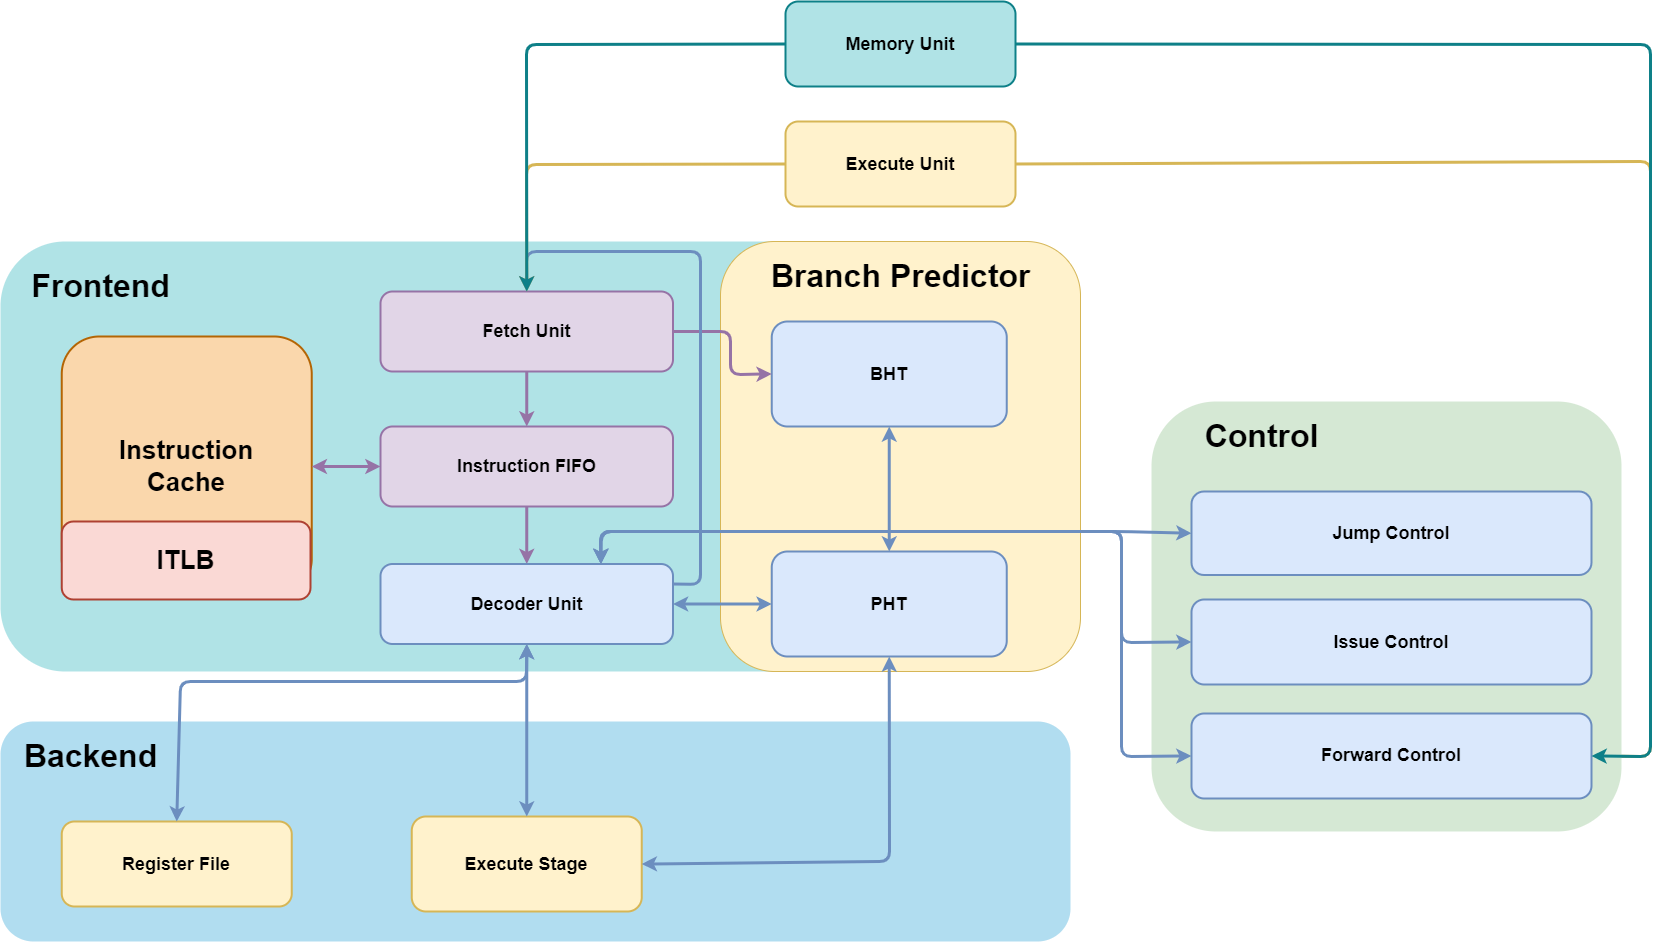 Memory Unit
Execute Unit
Frontend
Branch Predictor
Fetch Unit
BHT
Instruction
Cache
Instruction FIFO
Control
ITLB
Decoder Unit
PHT
Jump Control
Issue Control
Forward Control
Backend
Register File
Execute Stage